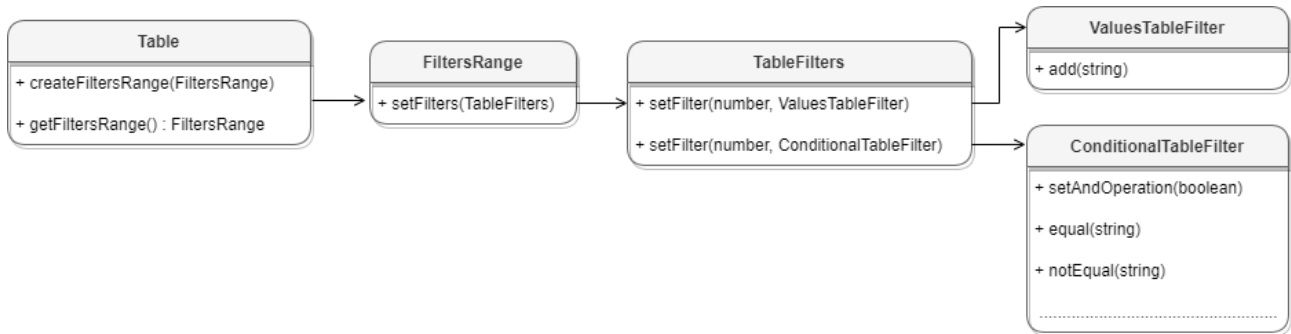 Table
+ createFiltersRange(FiltersRange)
+ getFiltersRange() : FiltersRange
FiltersRange
+ setFilters(TableFilters)
TableFilters
+ setFilter(number, ValuesTableFilter)
+ setFilter(number, ConditionalTableFilter)
ValuesTableFilter
+ add(string)
ConditionalTableFilter
+ setAndOperation(boolean)
+ equal(string)
+ notEqual(string)